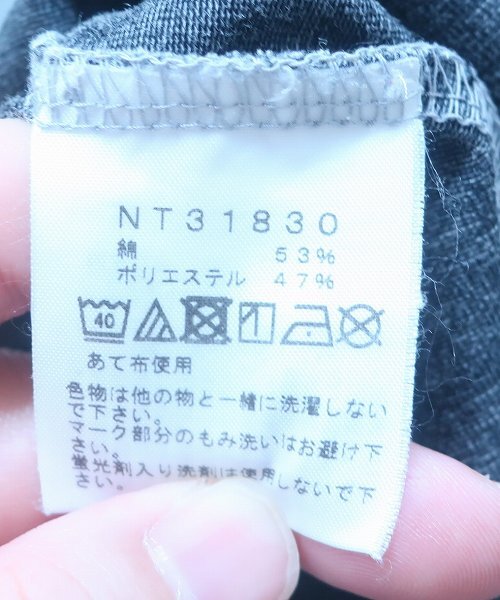 NT31830
綿 53%
ポリエステル 47%
40
あて布使用
色物は他の物と一緒に洗濯しない
で下さい。
マーク部分のもみ洗いはお避け下
さい。
蛍光剤入り洗剤は使用しないで下
さい。